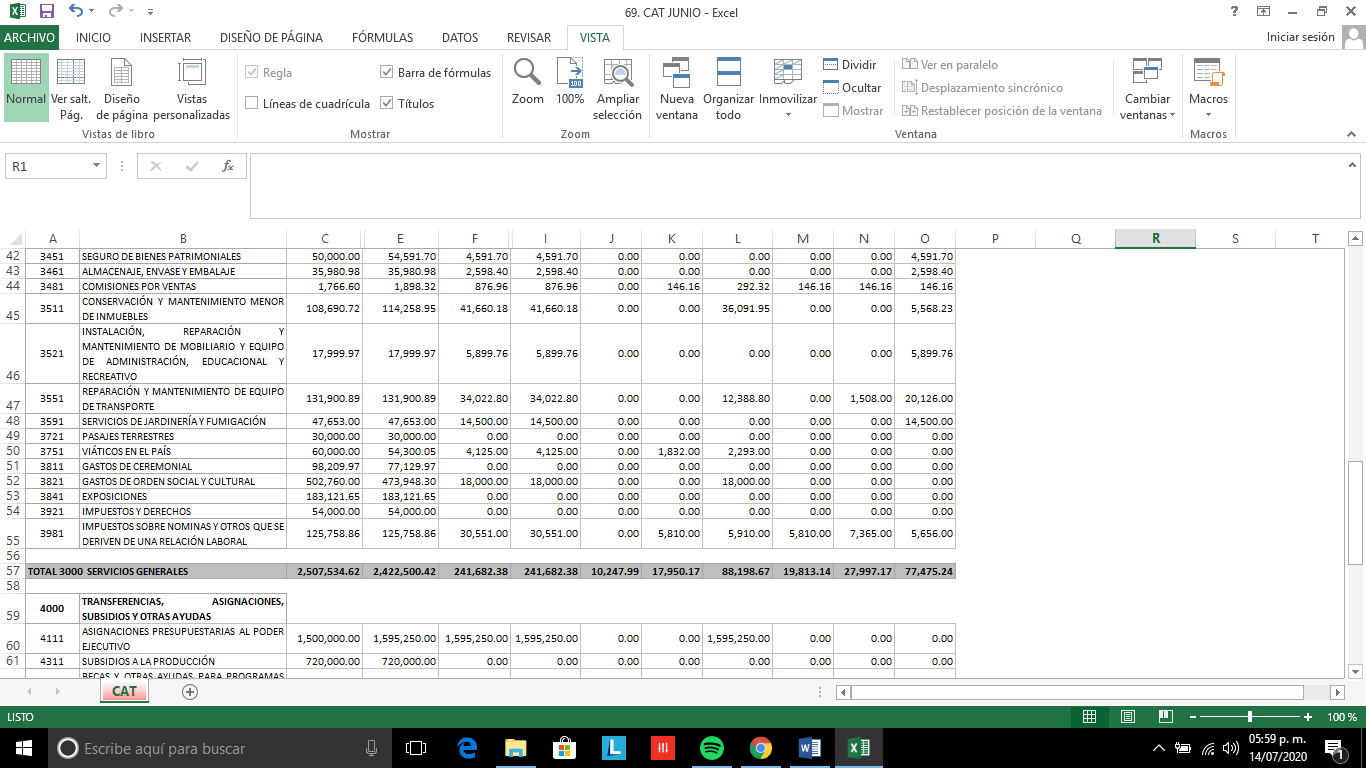 69. CAT JUNIO - Excel
ARCHIVO INICIO INSERTAR DISEÑO DE PÁGINA FÓRMULAS DATOS REVISAR VISTA Iniciar sesión
Normal Ver salt. Pág. Diseño de página Vistas personalizadas
Vistas de libro
Regla Barra de fórmulas
Líneas de cuadrícula Títulos
Mostrar
Zoom 100% Ampliar selección
Zoom
Nueva ventana Organizar todo Inmovilizar
Dividir
Ocultar
Mostrar
Ver en paralelo
Desplazamiento sincrónico
Restablecer posición de la ventana
Cambiar ventanas
Ventana
Macros
Macros
R1 fx
A B C E F I J K L M N O P Q R S T
42 3451 SEGURO DE BIENES PATRIMONIALES 50,000.00 54,591.70 4,591.70 4,591.70 0.00 0.00 0.00 0.00 0.00 4,591.70
43 3461 ALMACENAJE, ENVASE Y EMBALAJE 35,980.98 35,980.98 2,598.40 2,598.40 0.00 0.00 0.00 0.00 0.00 2,598.40
44 3481 COMISIONES POR VENTAS 1,766.60 1,898.32 876.96 876.96 0.00 146.16 292.32 146.16 146.16 146.16
45 3511 CONSERVACIÓN Y MANTENIMIENTO MENOR
DE INMUEBLES 108,690.72 114,258.95 41,660.18 41,660.18 0.00 0.00 36,091.95 0.00 0.00 5,568.23
INSTALACIÓN, REPARACIÓN Y
MANTENIMIENTO DE MOBILIARIO Y EQUIPO
46 3521 DE ADMINISTRACIÓN, EDUCACIONAL Y
RECREATIVO 17,999.97 17,999.97 5,899.76 5,899.76 0.00 0.00 0.00 0.00 0.00 5,899.76
47 3551 REPARACIÓN Y MANTENIMIENTO DE EQUIPO
DE TRANSPORTE 131,900.89 131,900.89 34,022.80 34,022.80 0.00 0.00 12,388.80 0.00 1,508.00 20,126.00
48 3591 SERVICIOS DE JARDINERÍA Y FUMIGACIÓN 47,653.00 47,653.00 14,500.00 14,500.00 0.00 0.00 0.00 0.00 0.00 14,500.00
49 3721 PASAJES TERRESTRES 30,000.00 30,000.00 0.00 0.00 0.00 0.00 0.00 0.00 0.00 0.00
50 3751 VIÁTICOS EN EL PAÍS 60,000.00 54,300.05 4,125.00 4,125.00 0.00 1,832.00 2,293.00 0.00 0.00 0.00
51 3811 GASTOS DE CEREMONIAL 98,209.97 77,129.97 0.00 0.00 0.00 0.00 0.00 0.00 0.00 0.00
52 3821 GASTOS DE ORDEN SOCIAL Y CULTURAL 502,760.00 473,948.30 18,000.00 18,000.00 0.00 0.00 18,000.00 0.00 0.00 0.00
53 3841 EXPOSICIONES 183,121.65 183,121.65 0.00 0.00 0.00 0.00 0.00 0.00 0.00 0.00
54 3921 IMPUESTOS Y DERECHOS 54,000.00 54,000.00 0.00 0.00 0.00 0.00 0.00 0.00 0.00 0.00
55 3981 IMPUESTOS SOBRE NOMINAS Y OTROS QUE SE
DERIVEN DE UNA RELACIÓN LABORAL 125,758.86 125,758.86 30,551.00 30,551.00 0.00 5,810.00 5,910.00 5,810.00 7,365.00 5,656.00
56
57 TOTAL 3000 SERVICIOS GENERALES 2,507,534.62 2,422,500.42 241,682.38 241,682.38 10,247.99 17,950.17 88,198.67 19,813.14 27,997.17 77,475.24
58
59 4000 TRANSFERENCIAS, ASIGNACIONES,
SUBSIDIOS Y OTRAS AYUDAS
60 4111 ASIGNACIONES PRESUPUESTARIAS AL PODER
EJECUTIVO 1,500,000.00 1,595,250.00 1,595,250.00 1,595,250.00 0.00 0.00 1,595,250.00 0.00 0.00 0.00
61 4311 SUBSIDIOS A LA PRODUCCIÓN 720,000.00 720,000.00 0.00 0.00 0.00 0.00 0.00 0.00 0.00 0.00
BECAS Y OTRAS AYUDAS PARA PROGRAMAS
CAT
LISTO 100 %
Escribe aquí para buscar
05:59 p. m.
14/07/2020
1